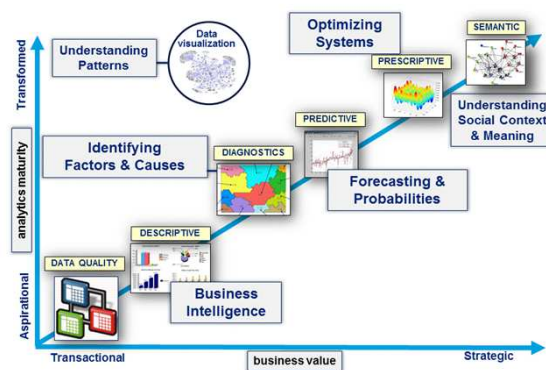 Data
visualization
Understanding
Patterns
Optimizing
Systems
SEMANTIC
PRESCRIPTIVE
Understanding
Social Context
& Meaning
PREDICTIVE
Identifying
Factors & Causes
DIAGNOSTICS
Forecasting &
Probabilities
DESCRIPTIVE
DATA QUALITY
Business
Intelligence
Transformed
analytics maturity
Aspirational
Transactional
business value
Strategic